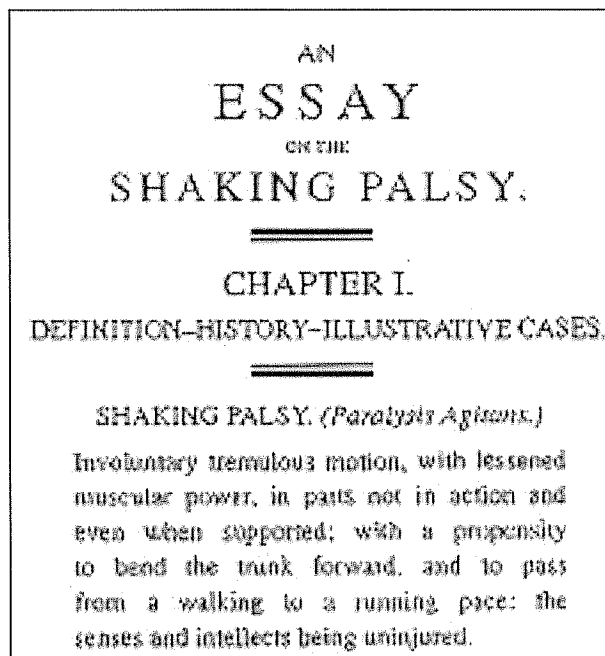 AN
ESSAY
ON THE
SHAKING PALSY.
CHAPTER I.
DEFINITION–HISTORY–ILLUSTRATIVE CASES.
SHAKING PALSY. (Paralysis Agitans.)
Involuntary tremulous motion, with lessened
muscular power, in parts not in action and
even when supported; with a propensity
to bend the trunk forward, and to pass
from a walking to a running pace: the
senses and intellects being uninjured.